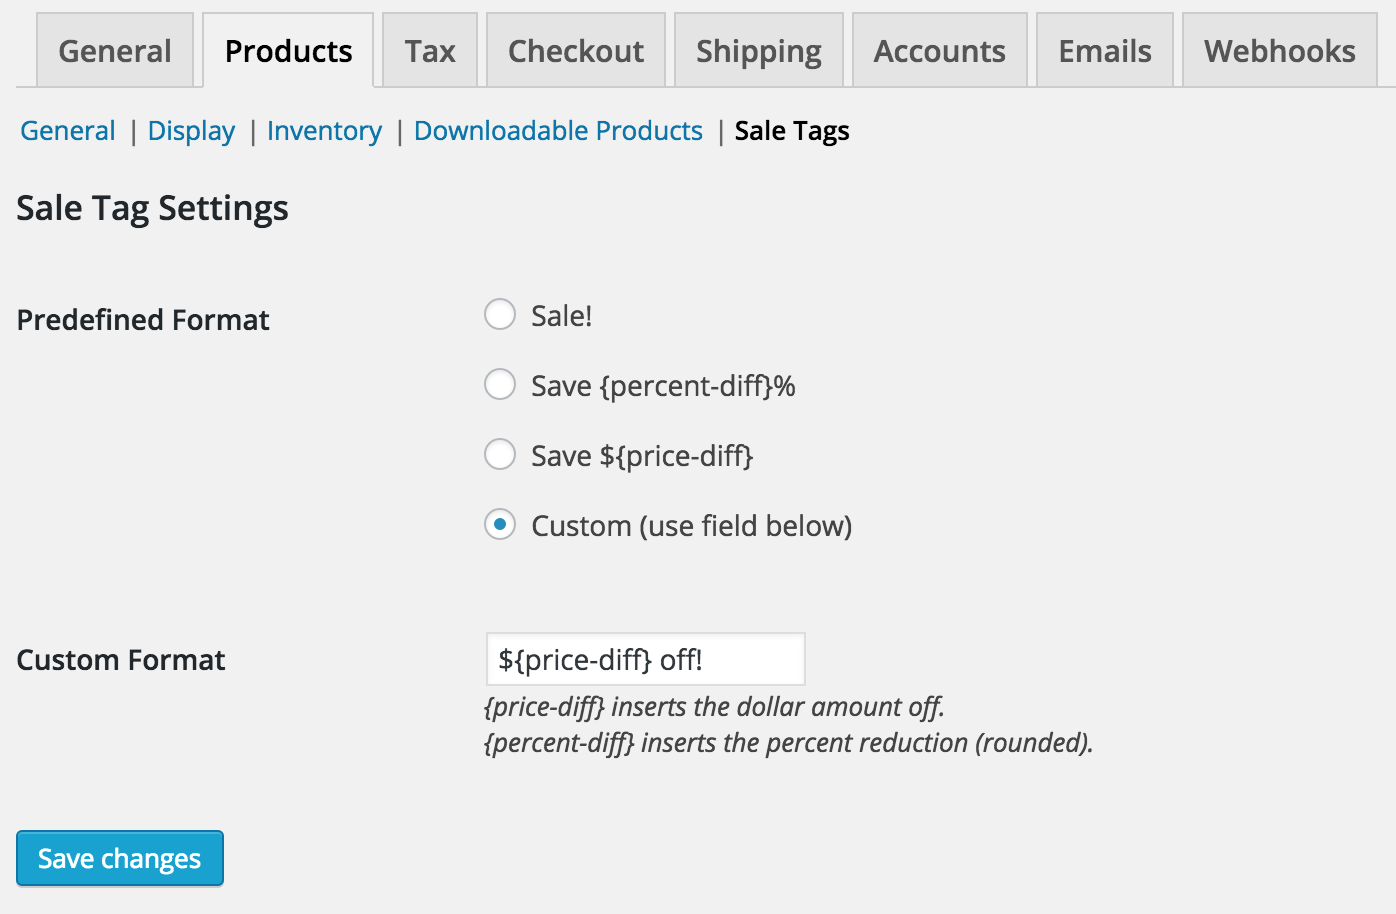 General Products Tax Checkout Shipping Accounts Emails Webhooks
General | Display | Inventory | Downloadable Products | Sale Tags
Sale Tag Settings
Predefined Format
Sale!
Save {percent-diff}%
Save ${price-diff}
Custom (use field below)
Custom Format
${price-diff} off!
{price-diff} inserts the dollar amount off.
{percent-diff} inserts the percent reduction (rounded).
Save changes